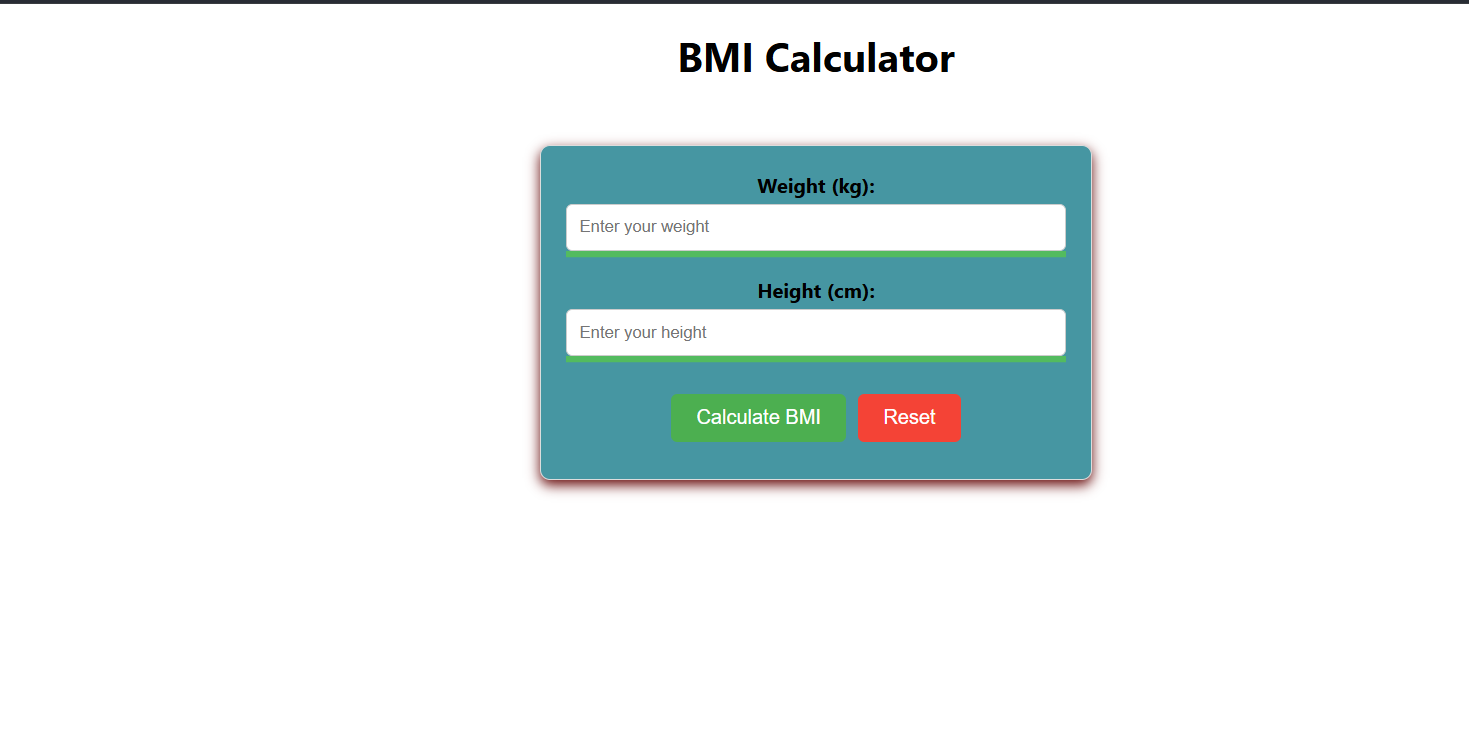 BMI Calculator
Weight (kg):
Enter your weight
Height (cm):
Enter your height
Calculate BMI Reset